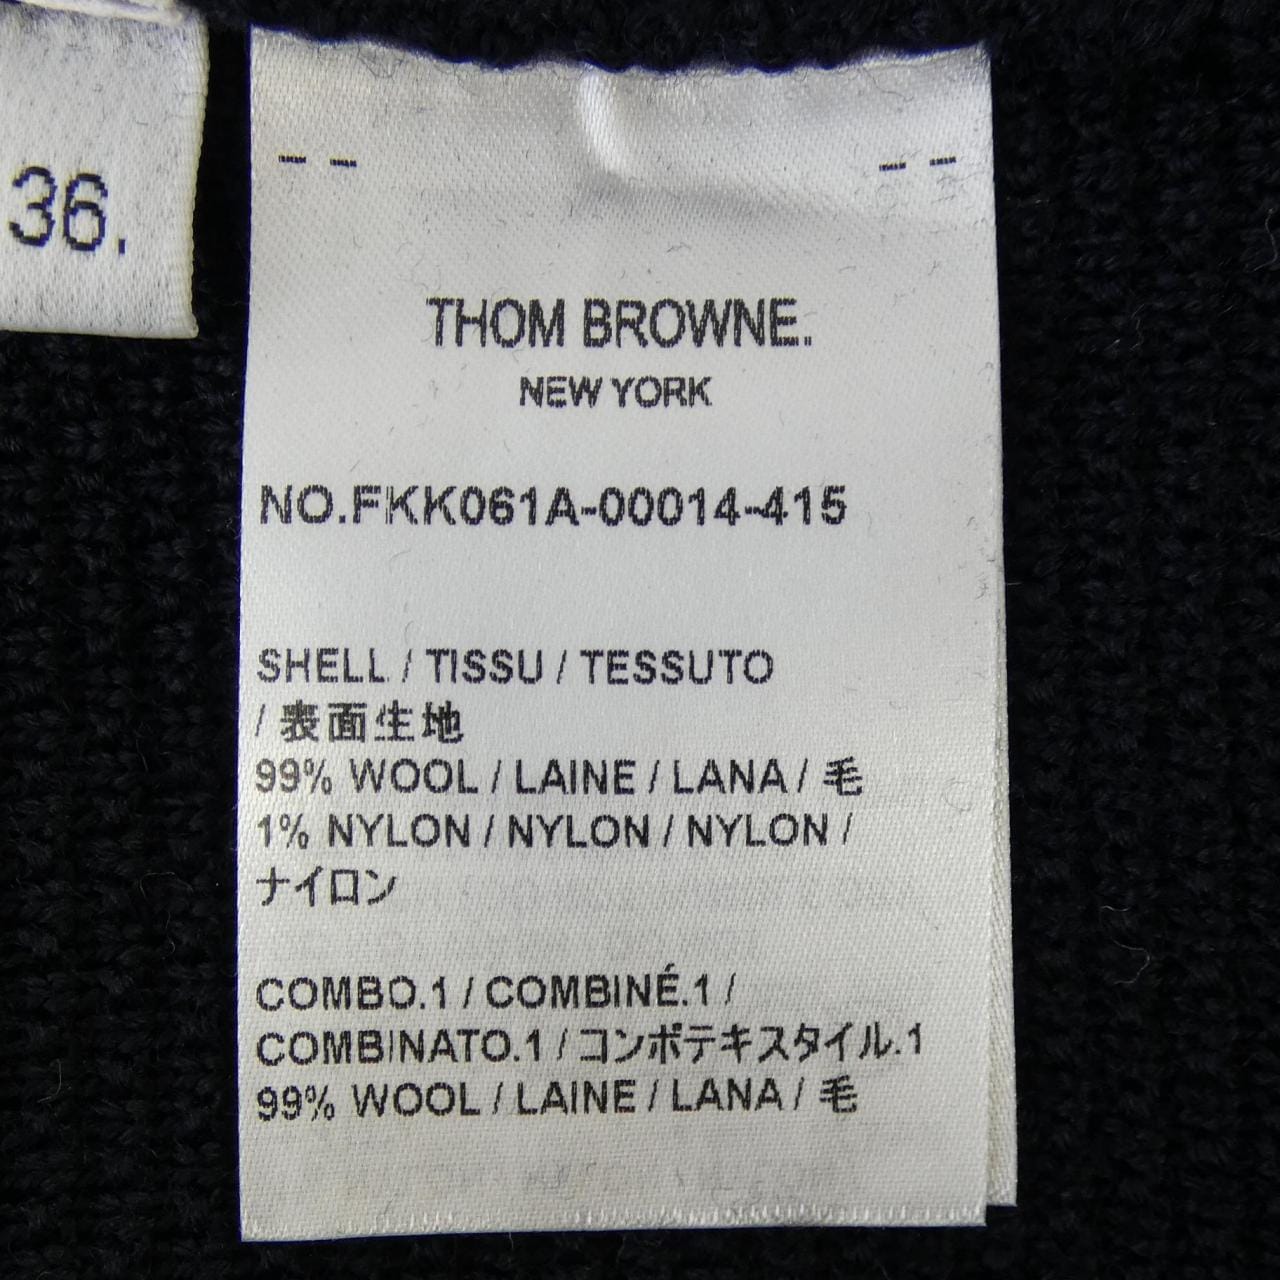 36.
THOM BROWNE.
NEW YORK
NO.FKK061A-00014-415
SHELL / TISSU / TESSUTO
/ 表面生地
99% WOOL / LAINE / LANA / 毛
1% NYLON / NYLON / NYLON /
ナイロン
COMBO.1 / COMBINÉ.1 /
COMBINATO.1 / コンポテキスタイル.1
99% WOOL / LAINE / LANA / 毛